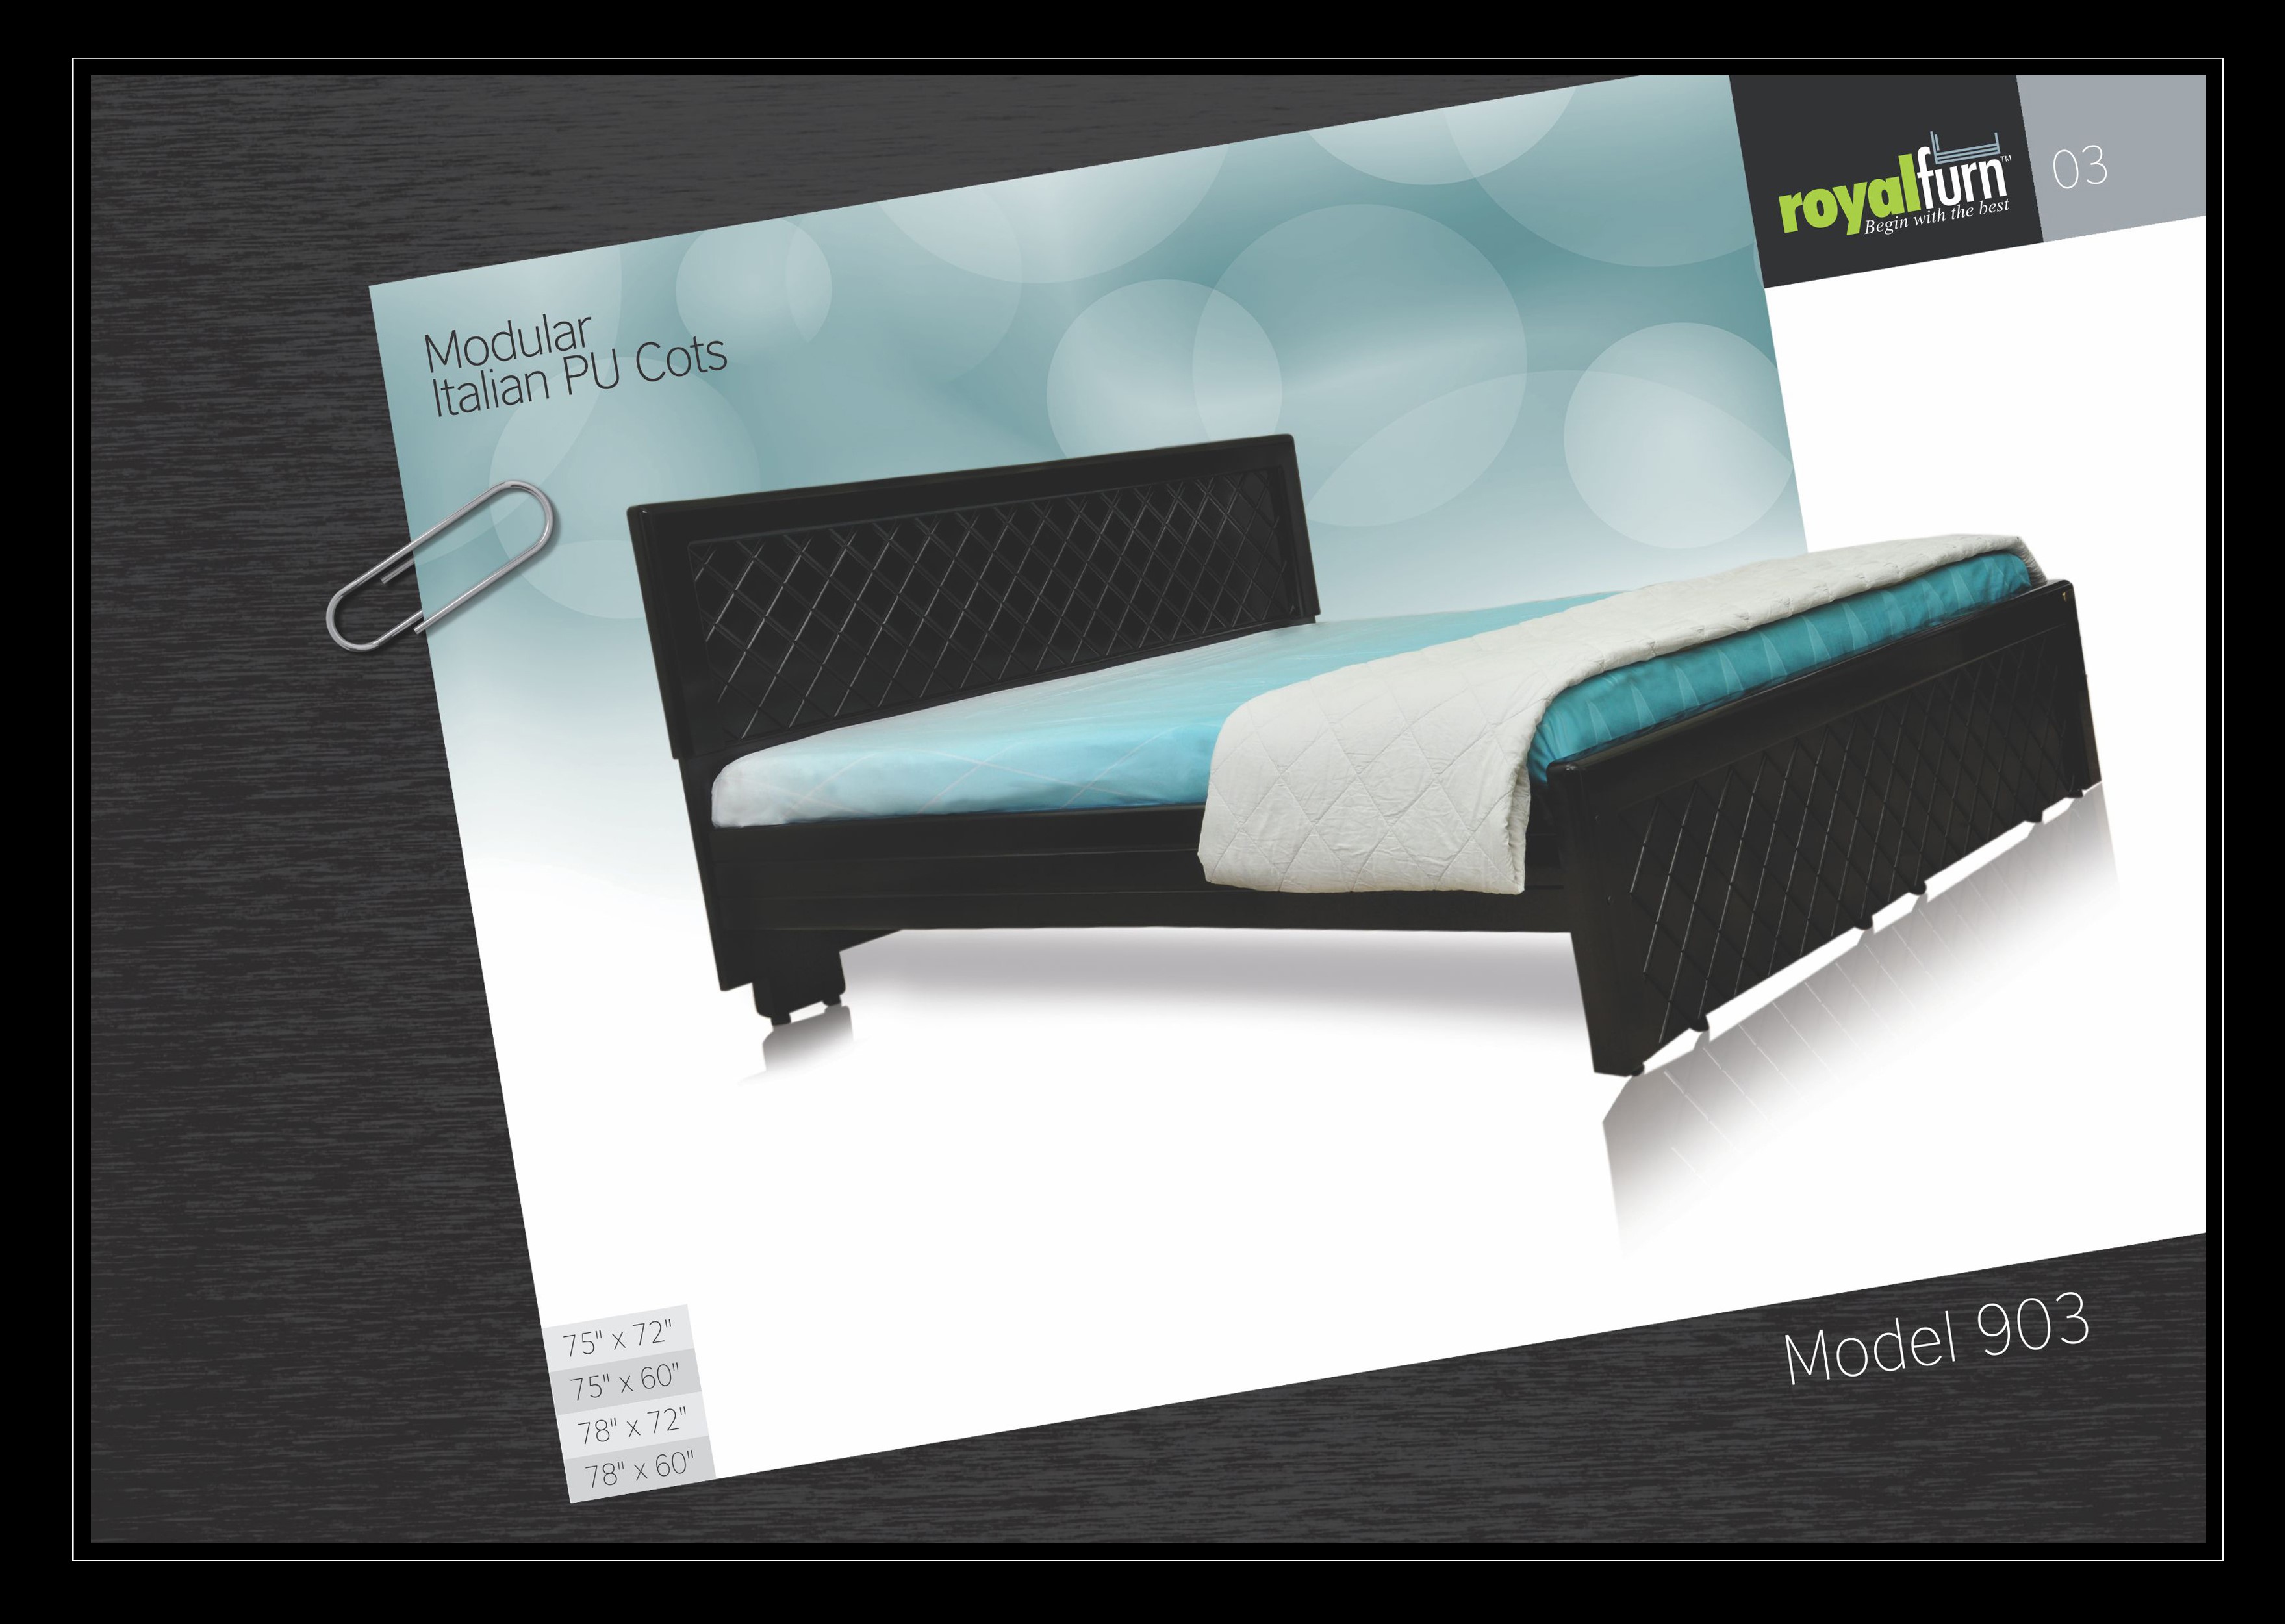 royalfurn™
Begin with the best
03
Modular
Italian PU Cots
75" x 72"
75" x 60"
78" x 72"
78" x 60"
Model 903